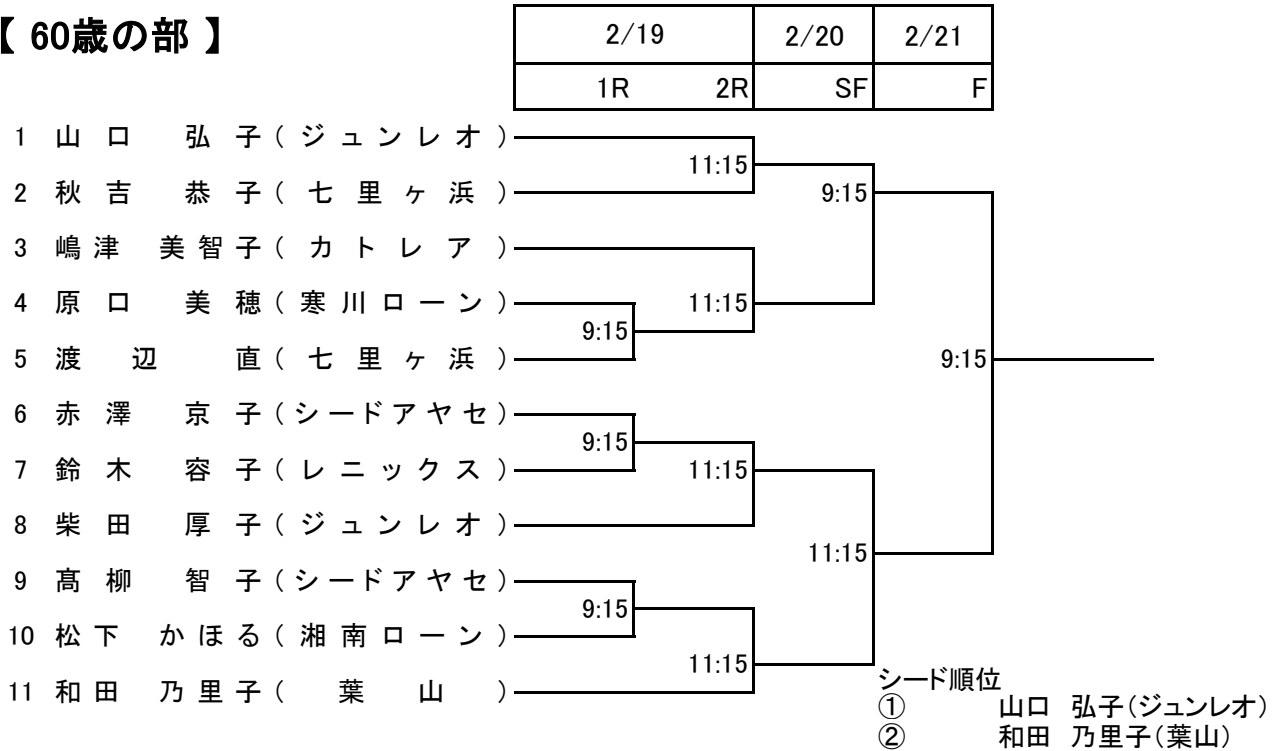 【 60歳の部 】
2/19 2/20 2/21
1R 2R SF F
1 山口 弘子(ジュンレオ)
11:15
2 秋吉 恭子(七里ヶ浜) 9:15
3 嶋津 美智子(カトレア)
4 原口 美穂(寒川ローン) 11:15
9:15
5 渡辺 直(七里ヶ浜) 9:15
6 赤澤 京子(シードアヤセ)
9:15
7 鈴木 容子(レニックス) 11:15
8 柴田 厚子(ジュンレオ)
11:15
9 髙柳 智子(シードアヤセ)
9:15
10 松下 かほる(湘南ローン)
11:15
シード順位
11 和田 乃里子(葉山)
① 山口 弘子(ジュンレオ)
② 和田 乃里子(葉山)